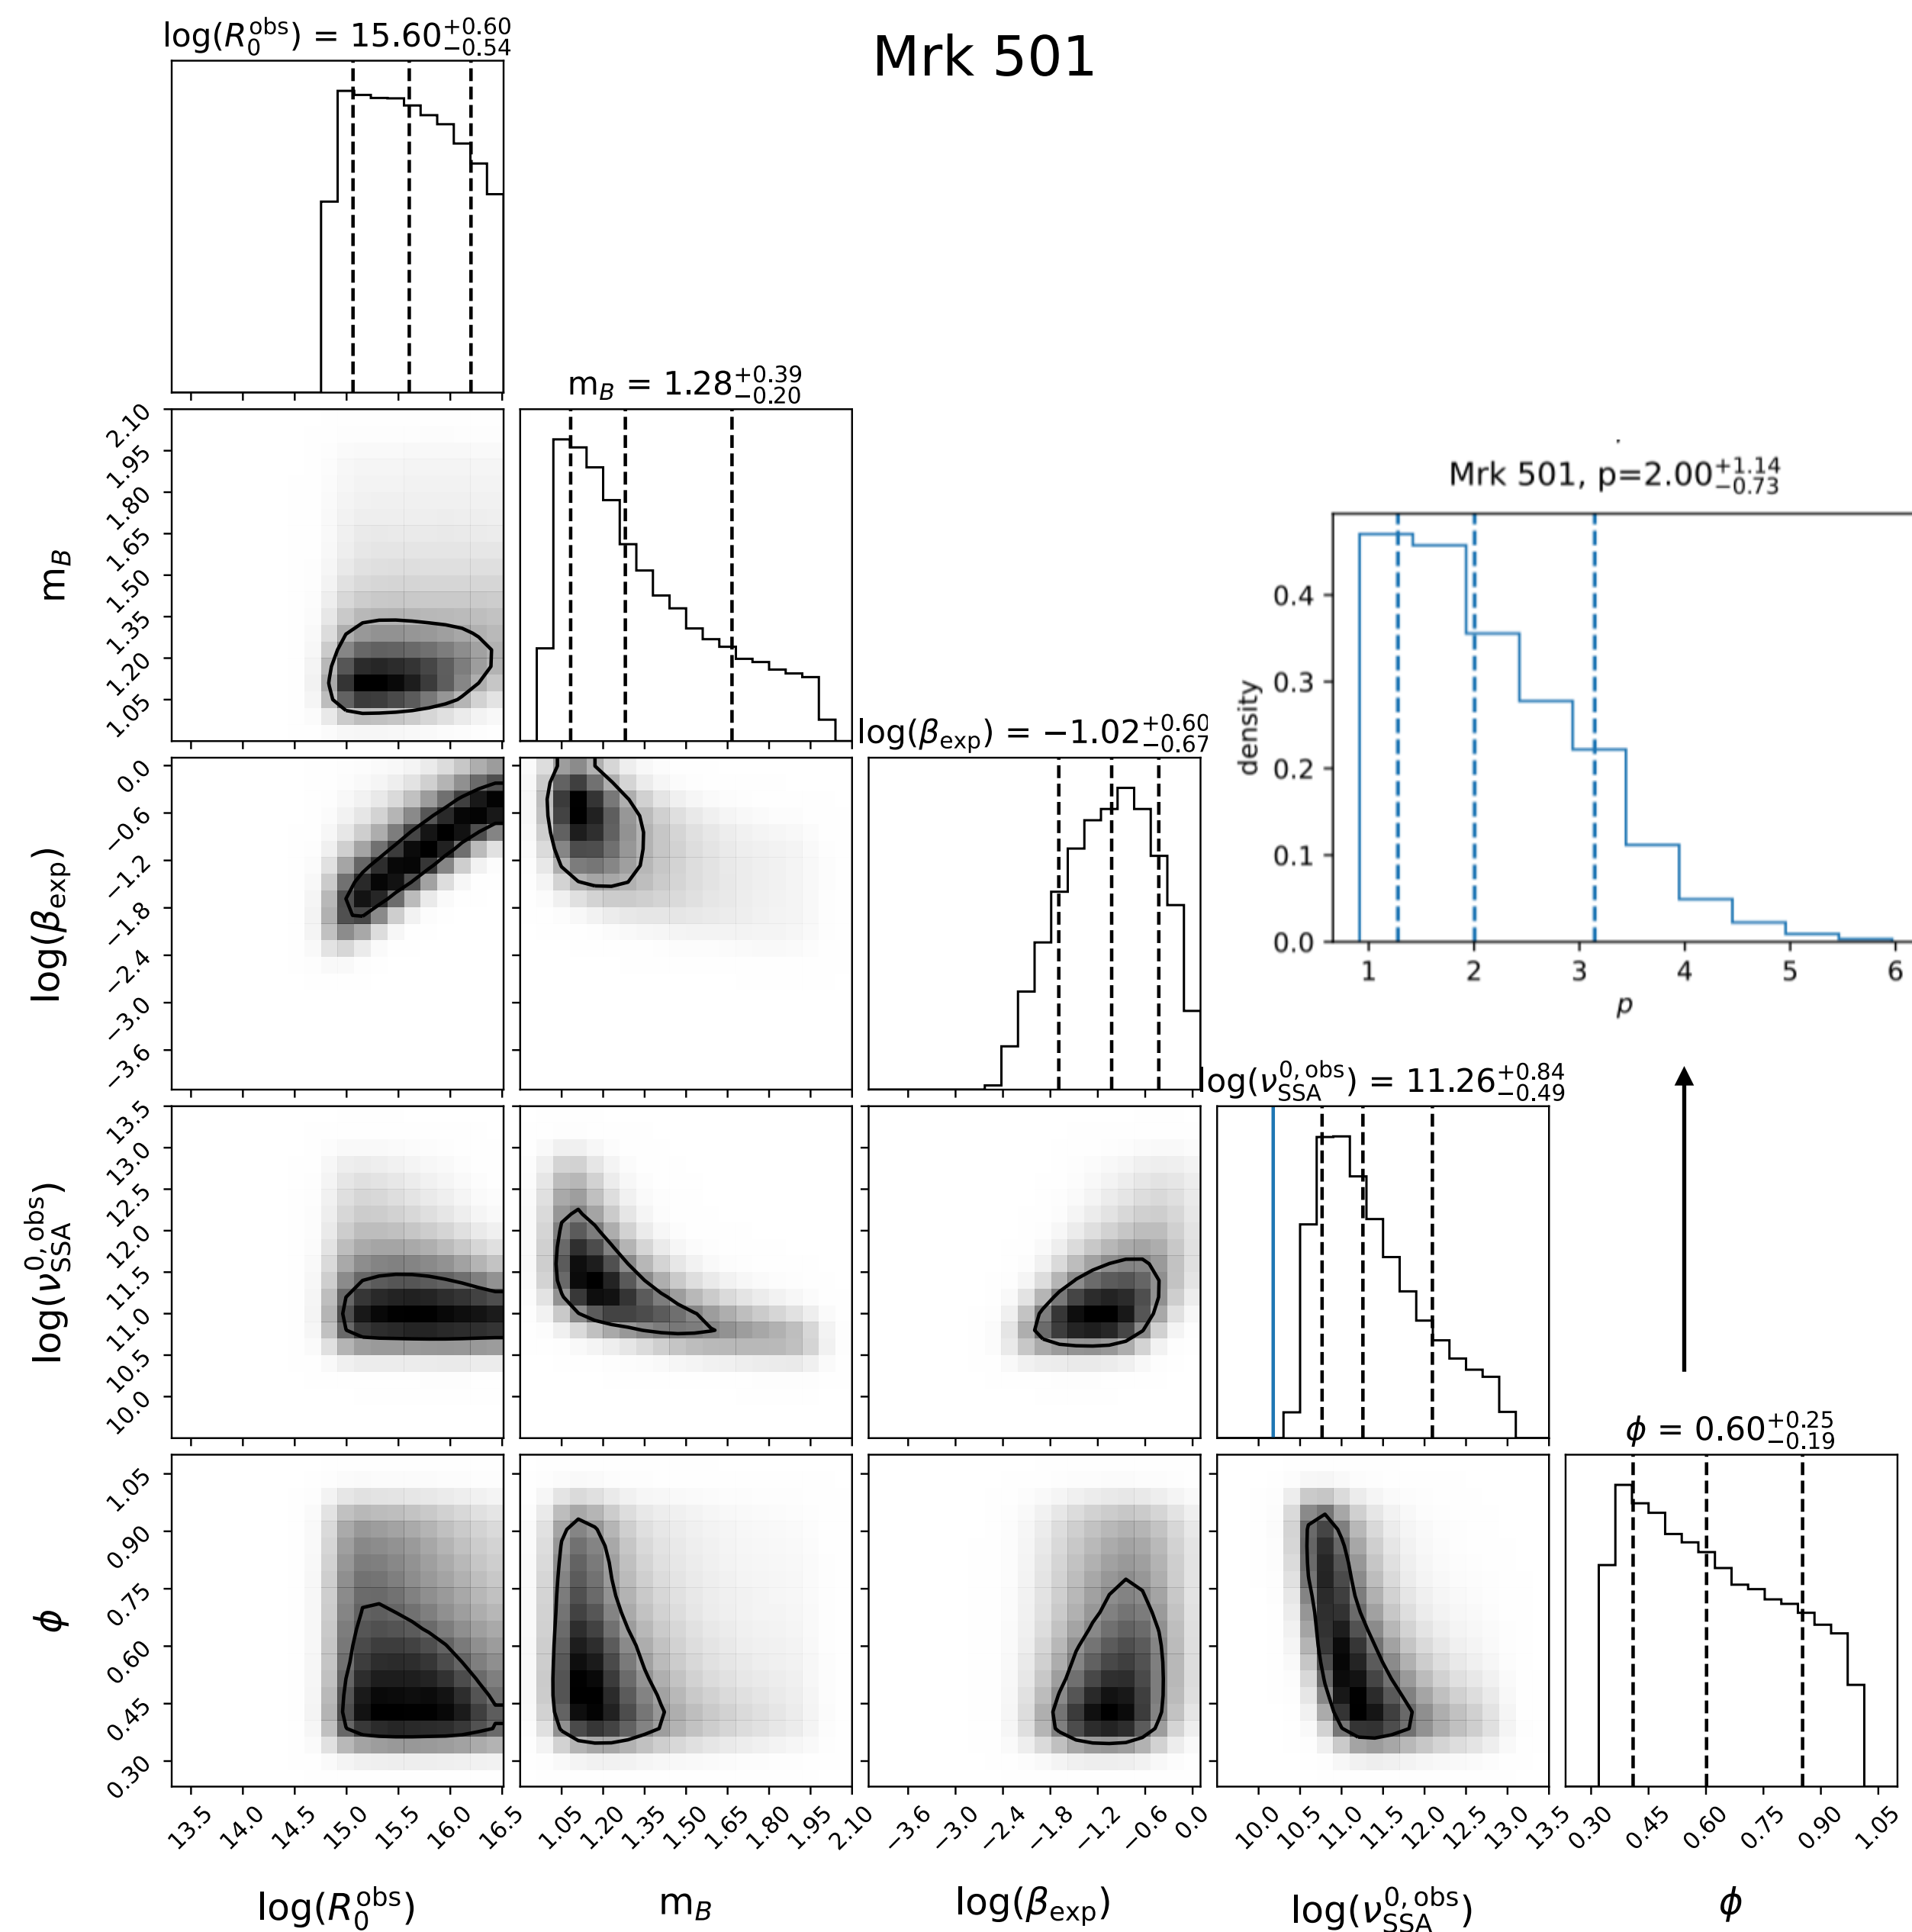 Mrk 501
log(R₀^obs) = 15.60^{+0.60}_{−0.54}
m_B = 1.28^{+0.39}_{−0.20}
log(β_exp) = −1.02^{+0.60}_{−0.67}
log(ν_SSA^{0, obs}) = 11.26^{+0.84}_{−0.49}
ϕ = 0.60^{+0.25}_{−0.19}
Mrk 501, p=2.00^{+1.14}_{−0.73}
density
0.4
0.3
0.2
0.1
0.0
1 2 3 4 5 6
p
m_B
2.10
1.95
1.80
1.65
1.50
1.35
1.20
1.05
log(β_exp)
0.0
−0.6
−1.2
−1.8
−2.4
−3.0
−3.6
log(ν_SSA^{0, obs})
13.5
13.0
12.5
12.0
11.5
11.0
10.5
10.0
ϕ
1.05
0.90
0.75
0.60
0.45
0.30
13.5 14.0 14.5 15.0 15.5 16.0 16.5
1.05 1.20 1.35 1.50 1.65 1.80 1.95 2.10
−3.6 −3.0 −2.4 −1.8 −1.2 −0.6 0.0
10.0 10.5 11.0 11.5 12.0 12.5 13.0 13.5
0.30 0.45 0.60 0.75 0.90 1.05
log(R₀^obs)
m_B
log(β_exp)
log(ν_SSA^{0, obs})
ϕ